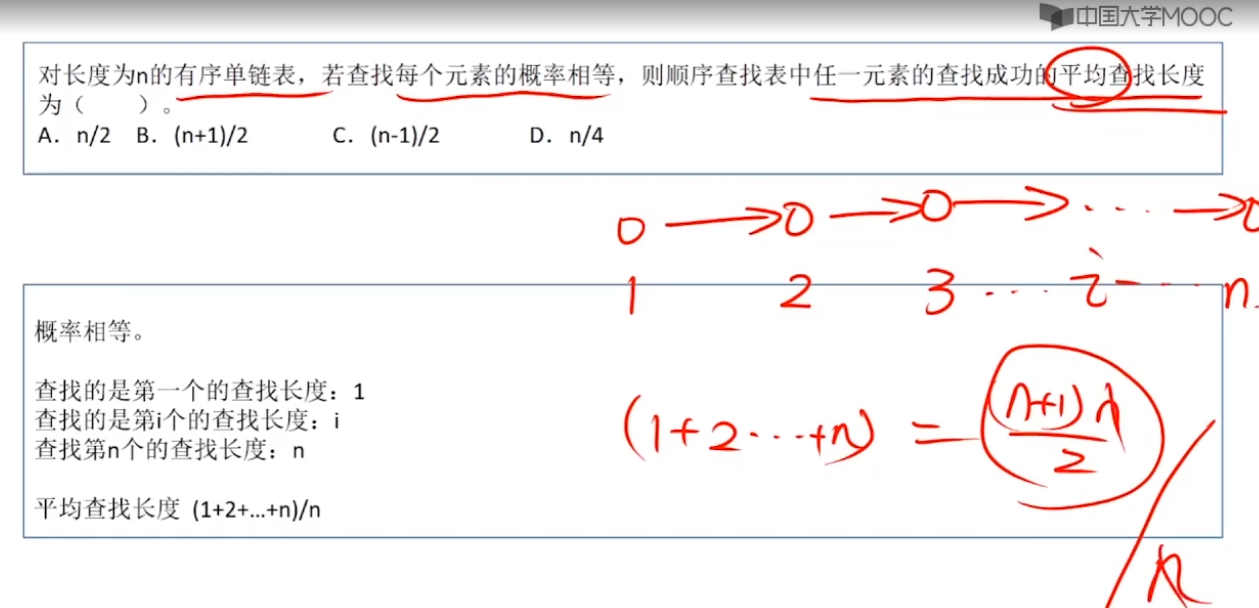 中国大学MOOC
对长度为n的有序单链表，若查找每个元素的概率相等，则顺序查找表中任一元素的查找成功的平均查找长度
为（　　）。
A．n/2 B．(n+1)/2 C．(n-1)/2 D．n/4
0 → 0 → 0 → ··· → 0
1 2 3 ··· i ··· n
概率相等。
查找的是第一个的查找长度：1
查找的是第i个的查找长度：i
查找第n个的查找长度：n
平均查找长度 (1+2+...+n)/n
(1+2···+n) = (n+1)n/2 / n